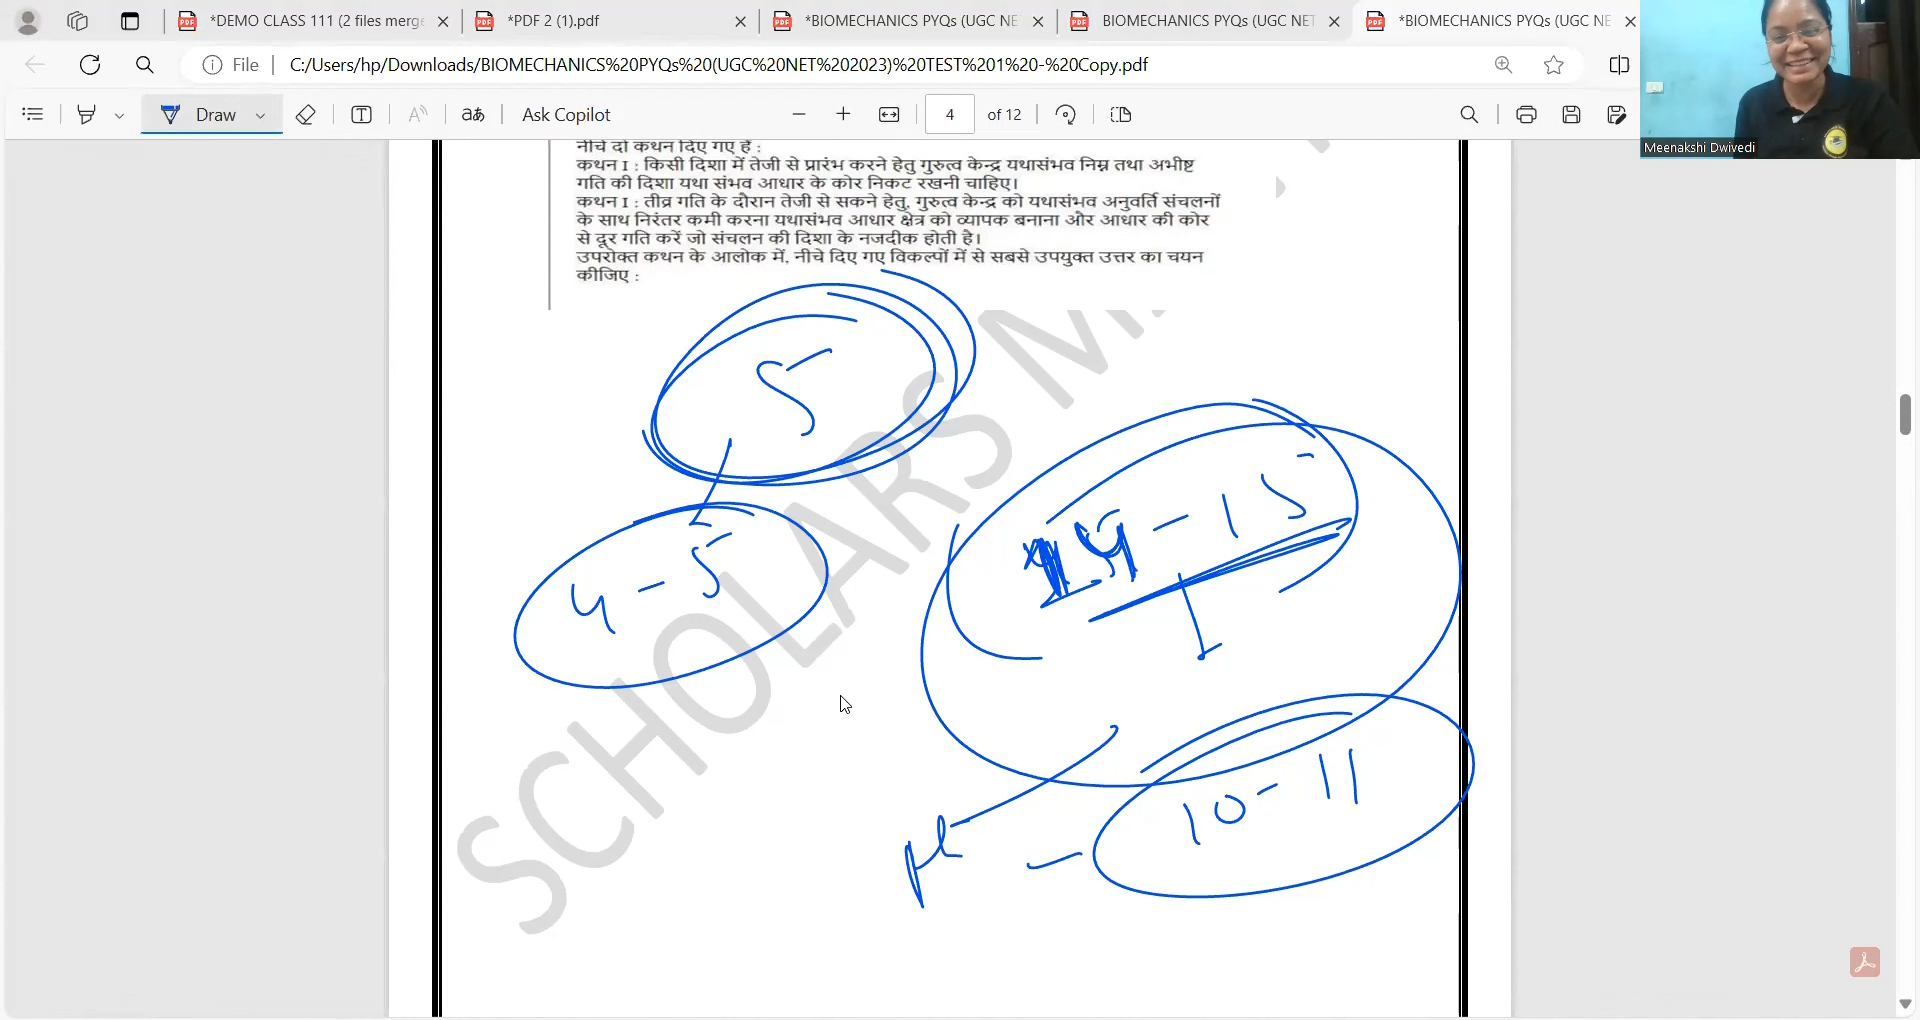 *DEMO CLASS 111 (2 files merge
*PDF 2 (1).pdf
*BIOMECHANICS PYQs (UGC NE
BIOMECHANICS PYQs (UGC NET
*BIOMECHANICS PYQs (UGC NE
File
C:/Users/hp/Downloads/BIOMECHANICS%20PYQs%20(UGC%20NET%202023)%20TEST%201%20-%20Copy.pdf
Draw
Ask Copilot
4 of 12
Meenakshi Dwivedi
नीचे दो कथन दिए गए हैं :
कथन I : किसी दिशा में तेजी से प्रारंभ करने हेतु गुरुत्व केन्द्र यथासंभव निम्न तथा अभीष्ट
गति की दिशा यथा संभव आधार के कोर निकट रखनी चाहिए।
कथन I : तीव्र गति के दौरान तेजी से सकने हेतु, गुरुत्व केन्द्र को यथासंभव अनुवर्ति संचलनों
के साथ निरंतर कमी करना यथासंभव आधार क्षेत्र को व्यापक बनाना और आधार की कोर
से दूर गति करें जो संचलन की दिशा के नजदीक होती है।
उपरोक्त कथन के आलोक में, नीचे दिए गए विकल्पों में से सबसे उपयुक्त उत्तर का चयन
कीजिए :
5
4 - 5
- 15
10 - 11
SCHOLARS